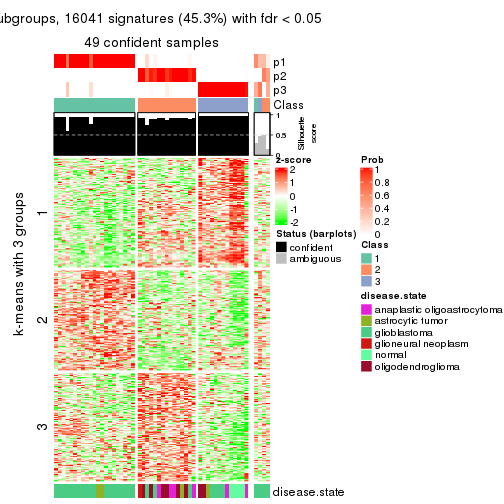 ubgroups, 16041 signatures (45.3%) with fdr < 0.05
49 confident samples
p1
p2
p3
Class
1
0.5
0
Silhouette
score
k-means with 3 groups
1
2
3
disease.state
z-score
2
1
0
-1
-2
Status (barplots)
confident
ambiguous
Prob
1
0.8
0.6
0.4
0.2
0
Class
1
2
3
disease.state
anaplastic oligoastrocytoma
astrocytic tumor
glioblastoma
glioneural neoplasm
normal
oligodendroglioma